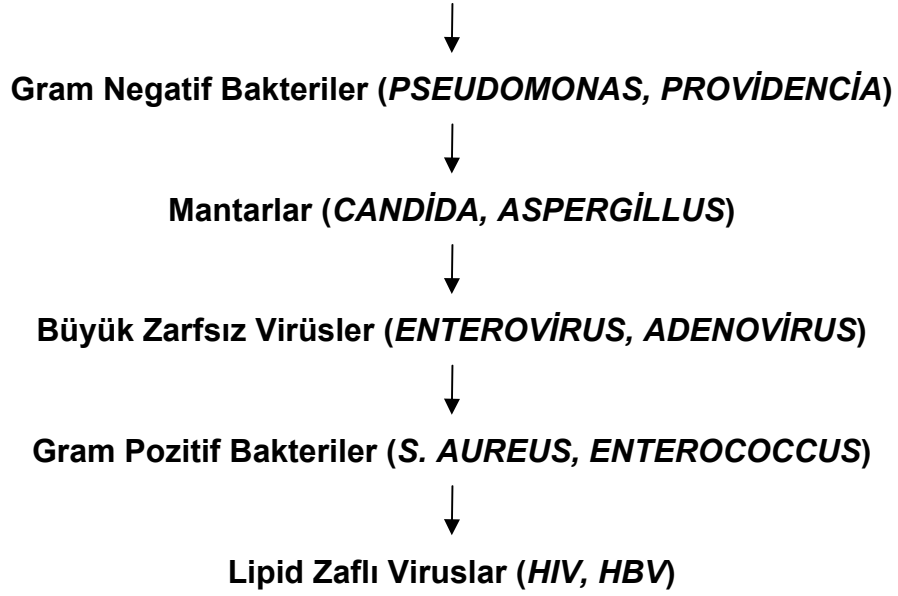 Gram Negatif Bakteriler (PSEUDOMONAS, PROVİDENCİA)
Mantarlar (CANDİDA, ASPERGİLLUS)
Büyük Zarfsız Virüsler (ENTEROVİRUS, ADENOVİRUS)
Gram Pozitif Bakteriler (S. AUREUS, ENTEROCOCCUS)
Lipid Zaflı Viruslar (HIV, HBV)